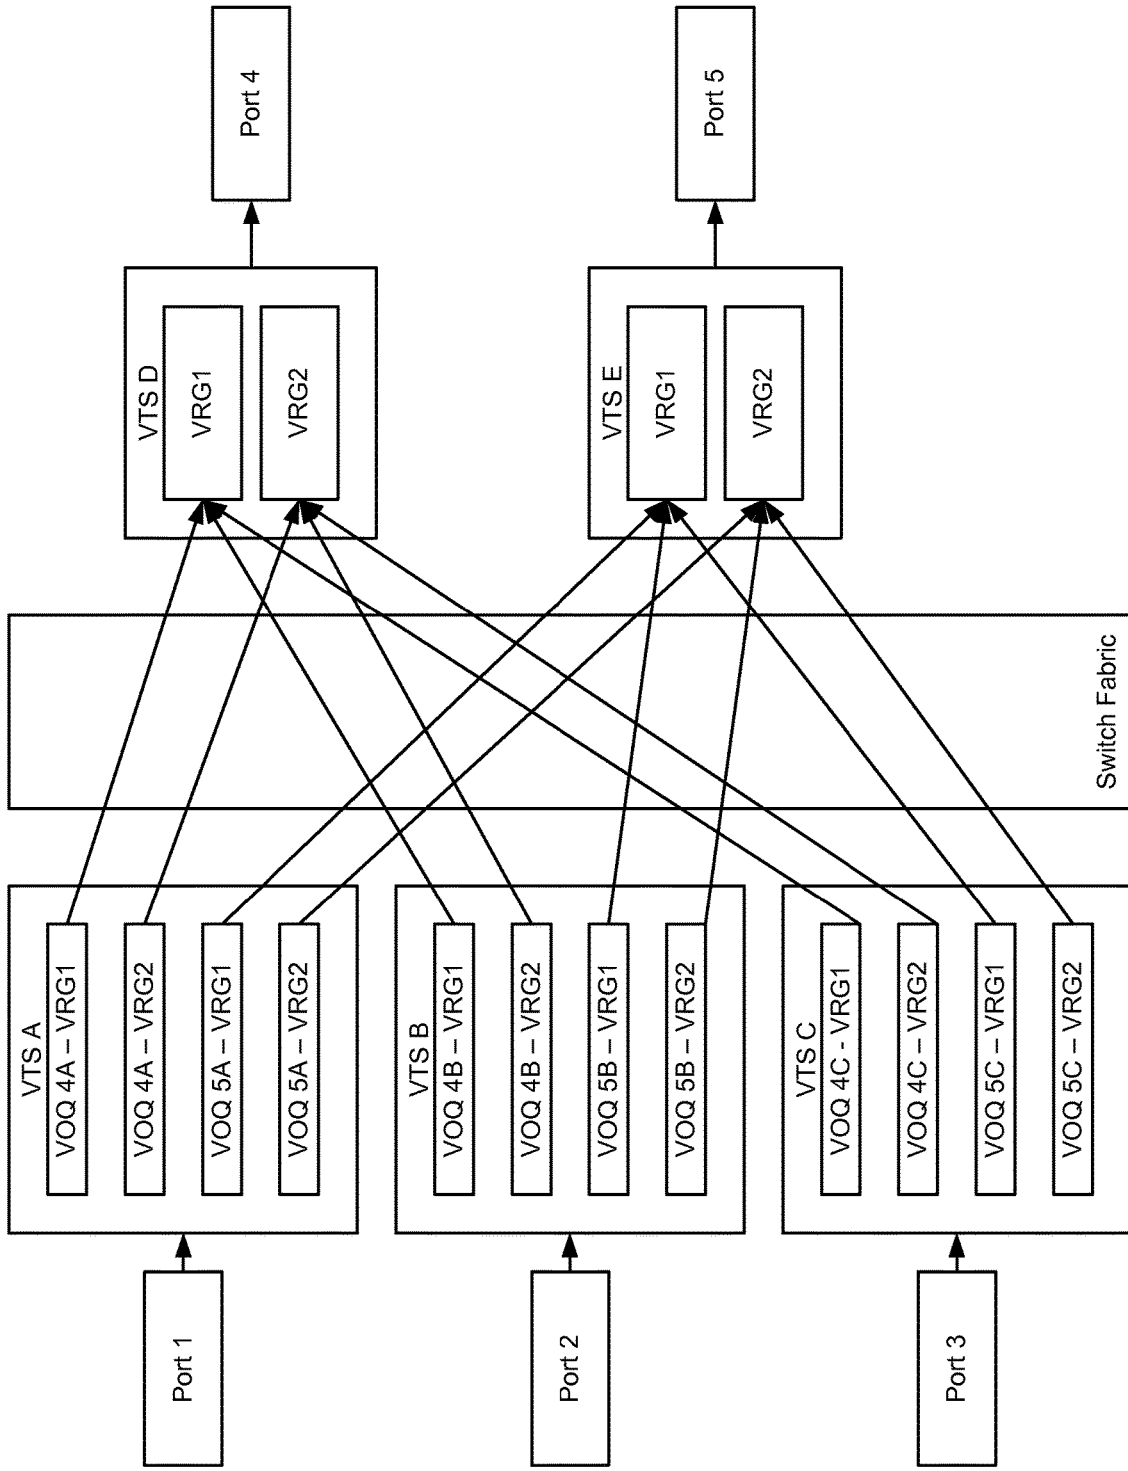 Port 1
VTS A
VOQ 4A – VRG1
VOQ 4A – VRG2
VOQ 5A – VRG1
VOQ 5A – VRG2
Port 2
VTS B
VOQ 4B – VRG1
VOQ 4B – VRG2
VOQ 5B – VRG1
VOQ 5B – VRG2
Port 3
VTS C
VOQ 4C - VRG1
VOQ 4C – VRG2
VOQ 5C – VRG1
VOQ 5C – VRG2
Switch Fabric
VTS D
VRG1
VRG2
Port 4
VTS E
VRG1
VRG2
Port 5